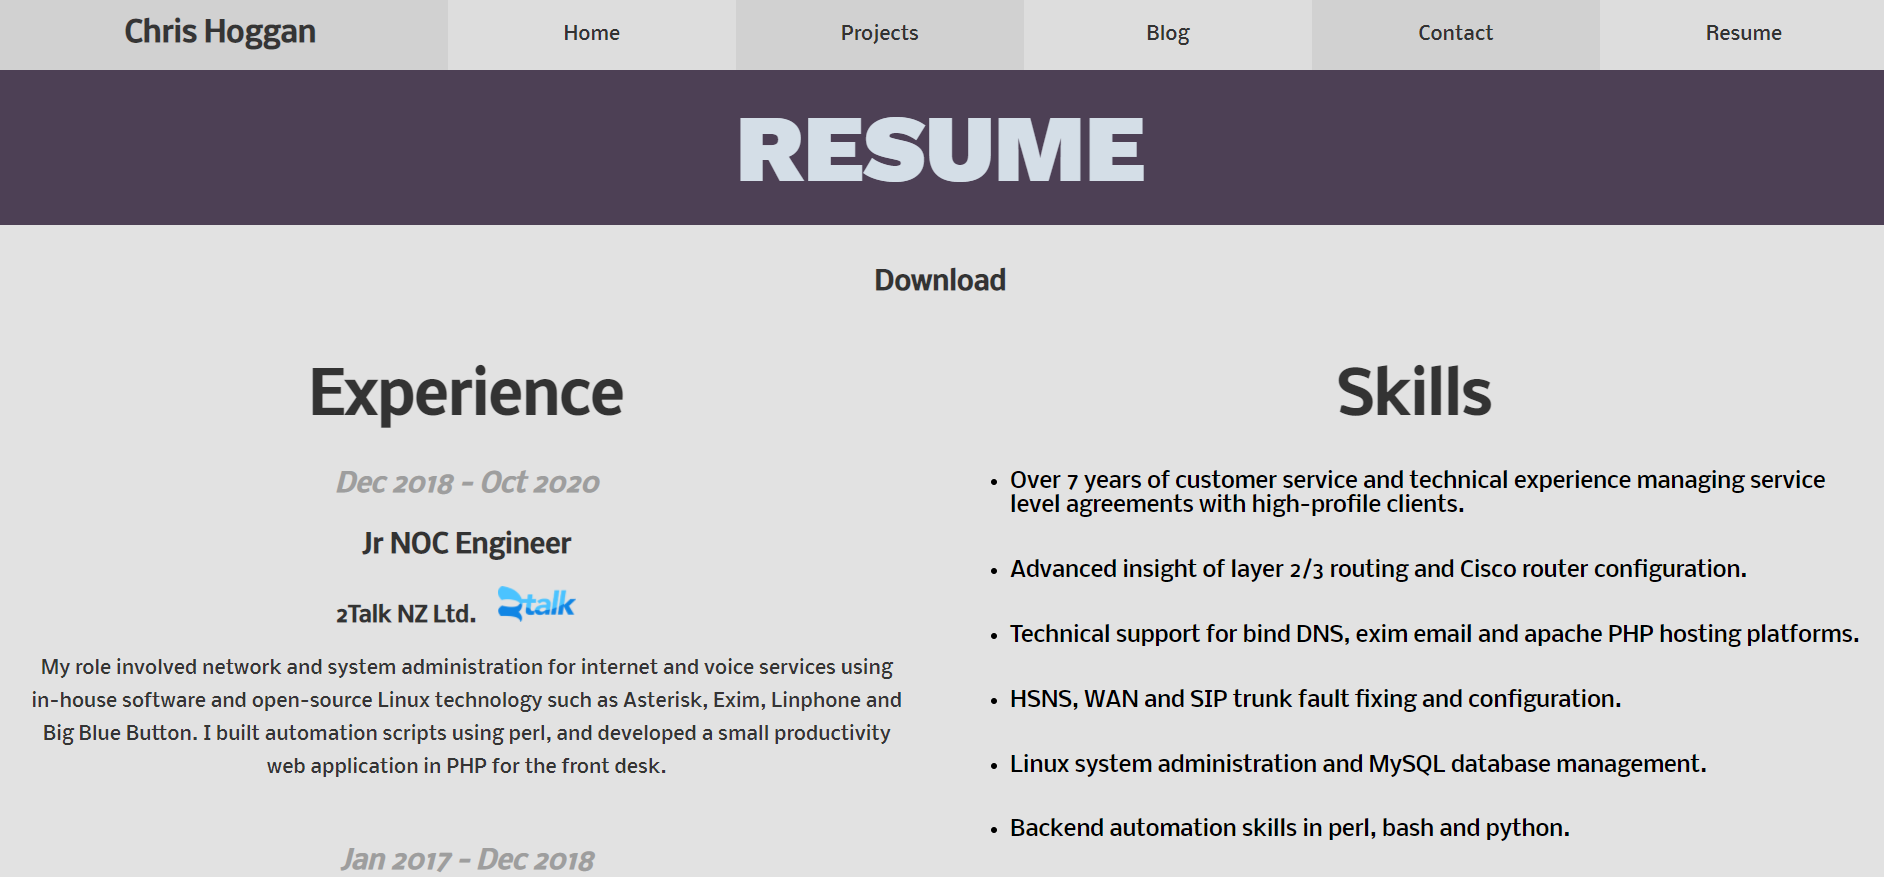 Chris Hoggan
Home
Projects
Blog
Contact
Resume
RESUME
Download
Experience
Dec 2018 - Oct 2020
Jr NOC Engineer
2Talk NZ Ltd.
2talk
My role involved network and system administration for internet and voice services using
in-house software and open-source Linux technology such as Asterisk, Exim, Linphone and
Big Blue Button. I built automation scripts using perl, and developed a small productivity
web application in PHP for the front desk.
Jan 2017 - Dec 2018
Skills
• Over 7 years of customer service and technical experience managing service
level agreements with high-profile clients.
• Advanced insight of layer 2/3 routing and Cisco router configuration.
• Technical support for bind DNS, exim email and apache PHP hosting platforms.
• HSNS, WAN and SIP trunk fault fixing and configuration.
• Linux system administration and MySQL database management.
• Backend automation skills in perl, bash and python.